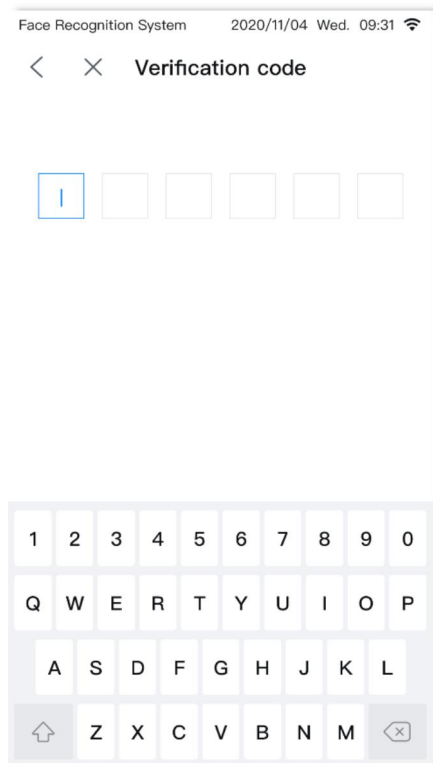 Face Recognition System 2020/11/04 Wed. 09:31
Verification code
1 2 3 4 5 6 7 8 9 0
Q W E R T Y U I O P
A S D F G H J K L
Z X C V B N M